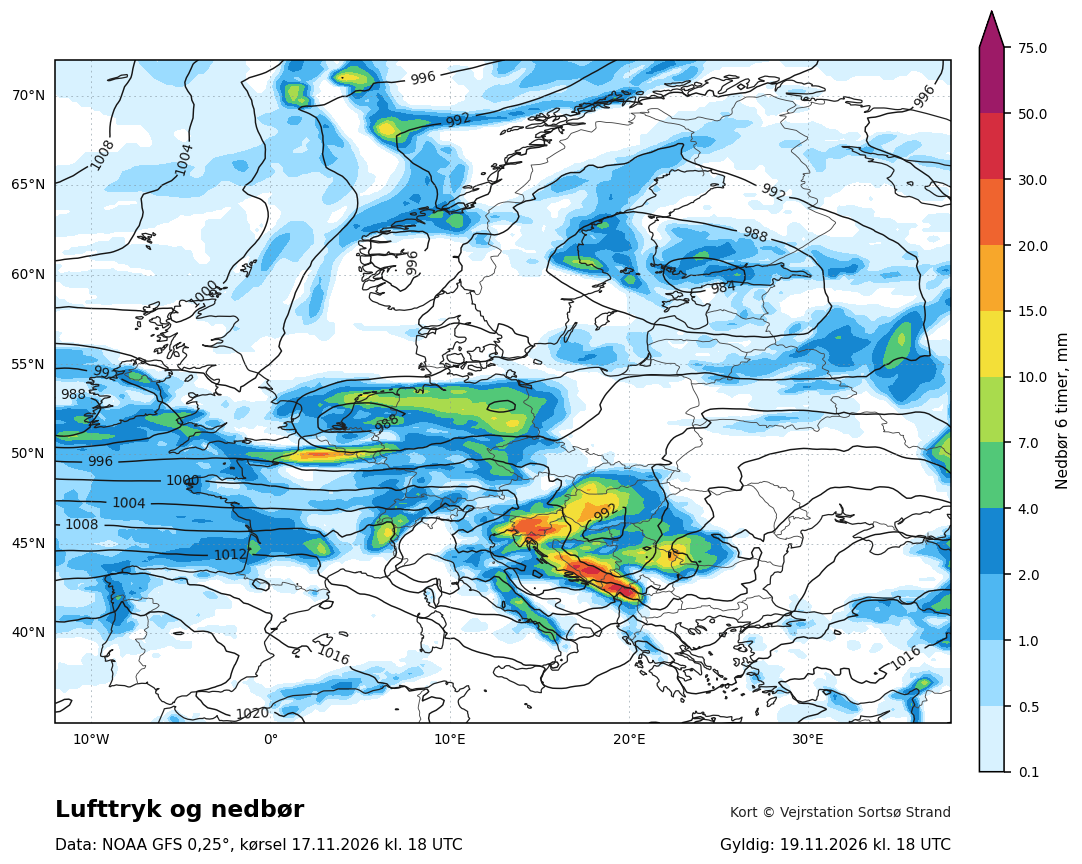 75.0
50.0
30.0
20.0
15.0
10.0
7.0
4.0
2.0
1.0
0.5
0.1
Nedbør 6 timer, mm
70°N
65°N
60°N
55°N
50°N
45°N
40°N
10°W
0°
10°E
20°E
30°E
996
992
996
1008
1004
992
988
984
996
1000
992
988
988
996
1000
1004
1008
1012
992
1016
1016
1020
Lufttryk og nedbør
Kort © Vejrstation Sortsø Strand
Data: NOAA GFS 0,25°, kørsel 17.11.2026 kl. 18 UTC
Gyldig: 19.11.2026 kl. 18 UTC